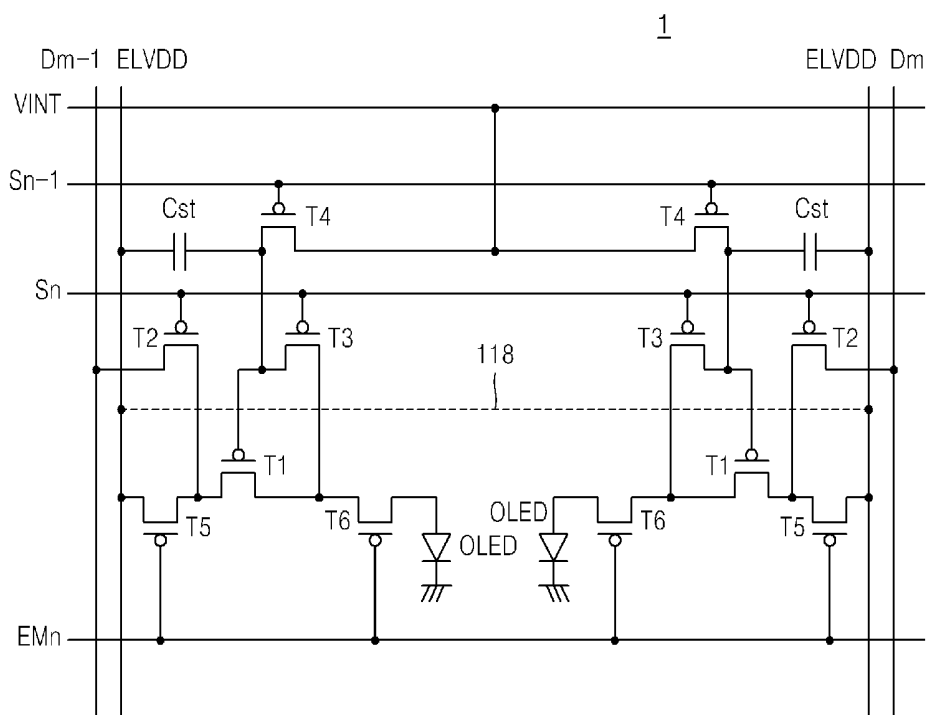 1
Dm-1 ELVDD ELVDD Dm
VINT
Sn-1
Cst T4 T4 Cst
Sn
T2 T3 T3 T2
118
T1 T1
T5 T6 OLED T6 T5
OLED
EMn